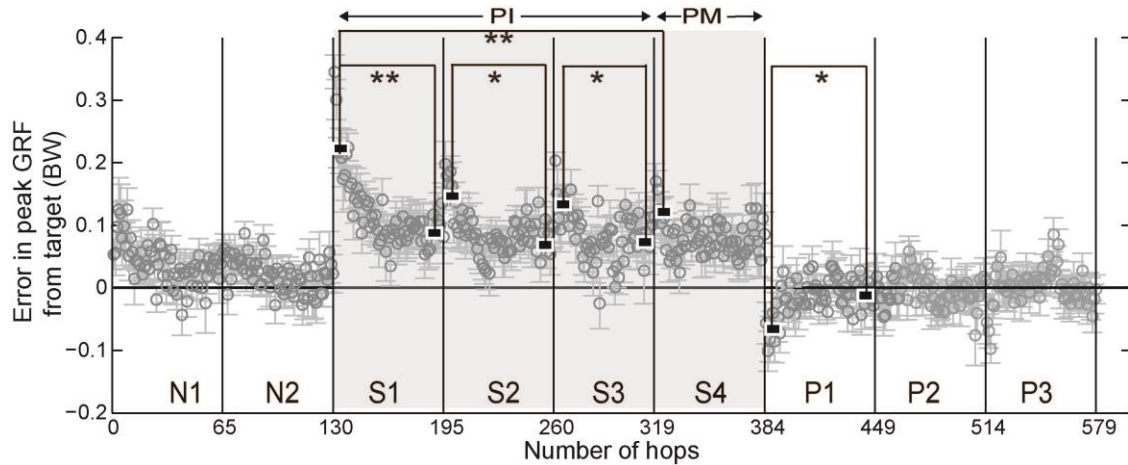 PI PM
**
** * * *
0.4
0.3
0.2
0.1
0
−0.1
−0.2
Error in peak GRF
from target (BW)
N1 N2 S1 S2 S3 S4 P1 P2 P3
0 65 130 195 260 319 384 449 514 579
Number of hops